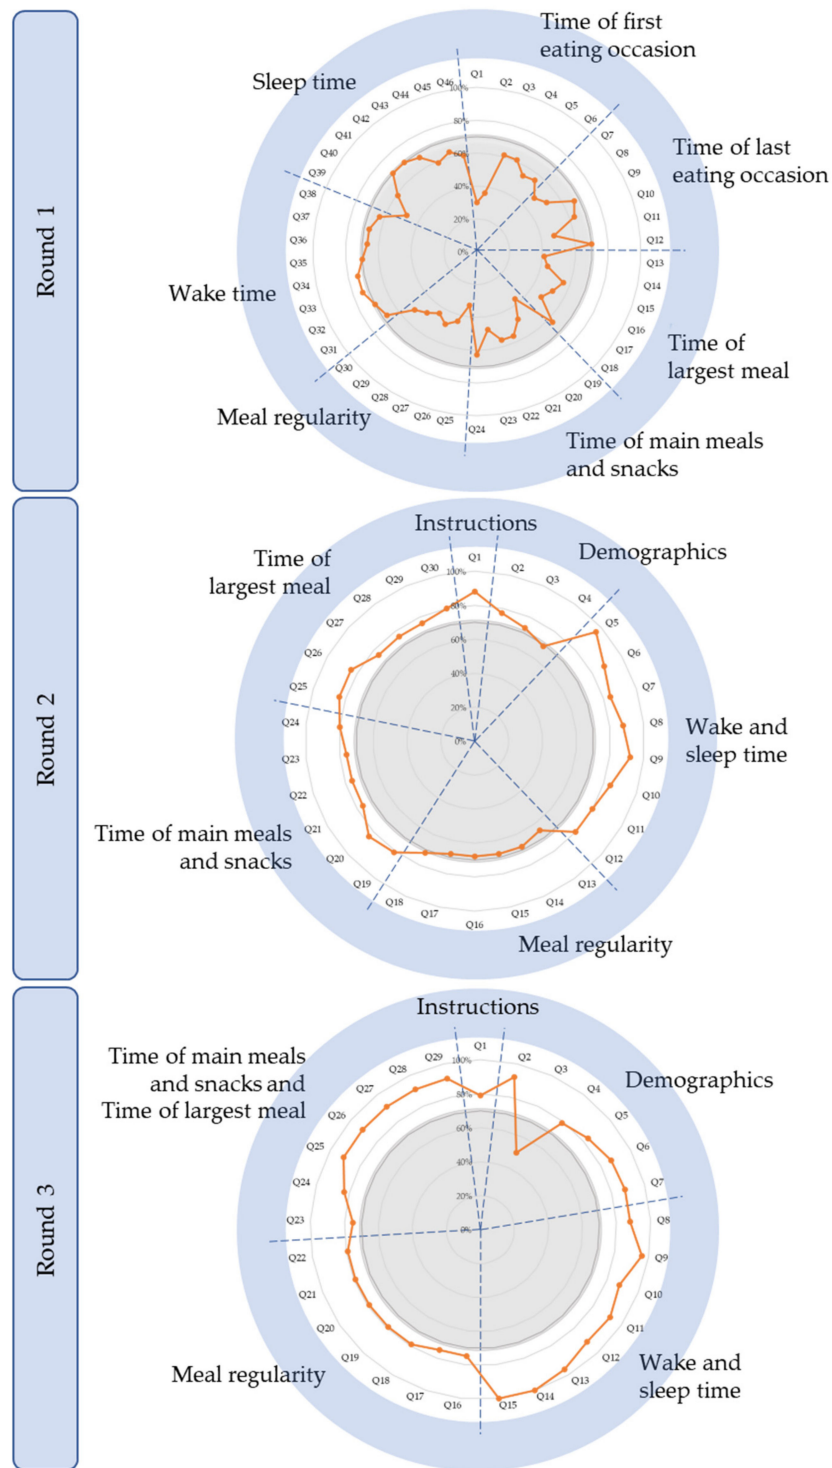 Round 1
Time of first
eating occasion
Time of last
eating occasion
Time of
largest meal
Time of main meals
and snacks
Meal regularity
Wake time
Sleep time
Q1
Q2
Q3
Q4
Q5
Q6
Q7
Q8
Q9
Q10
Q11
Q12
Q13
Q14
Q15
Q16
Q17
Q18
Q19
Q20
Q21
Q22
Q23
Q24
Q25
Q26
Q27
Q28
Q29
Q30
Q31
Q32
Q33
Q34
Q35
Q36
Q37
Q38
Q39
Q40
Q41
Q42
Q43
Q44
Q45
Q46
100%
80%
60%
40%
20%
0%
Round 2
Instructions
Demographics
Wake and
sleep time
Meal regularity
Time of main meals
and snacks
Time of
largest meal
Q1
Q2
Q3
Q4
Q5
Q6
Q7
Q8
Q9
Q10
Q11
Q12
Q13
Q14
Q15
Q16
Q17
Q18
Q19
Q20
Q21
Q22
Q23
Q24
Q25
Q26
Q27
Q28
Q29
Q30
100%
80%
60%
40%
20%
0%
Round 3
Instructions
Demographics
Wake and
sleep time
Meal regularity
Time of main meals
and snacks and
Time of largest meal
Q1
Q2
Q3
Q4
Q5
Q6
Q7
Q8
Q9
Q10
Q11
Q12
Q13
Q14
Q15
Q16
Q17
Q18
Q19
Q20
Q21
Q22
Q23
Q24
Q25
Q26
Q27
Q28
Q29
100%
80%
60%
40%
20%
0%